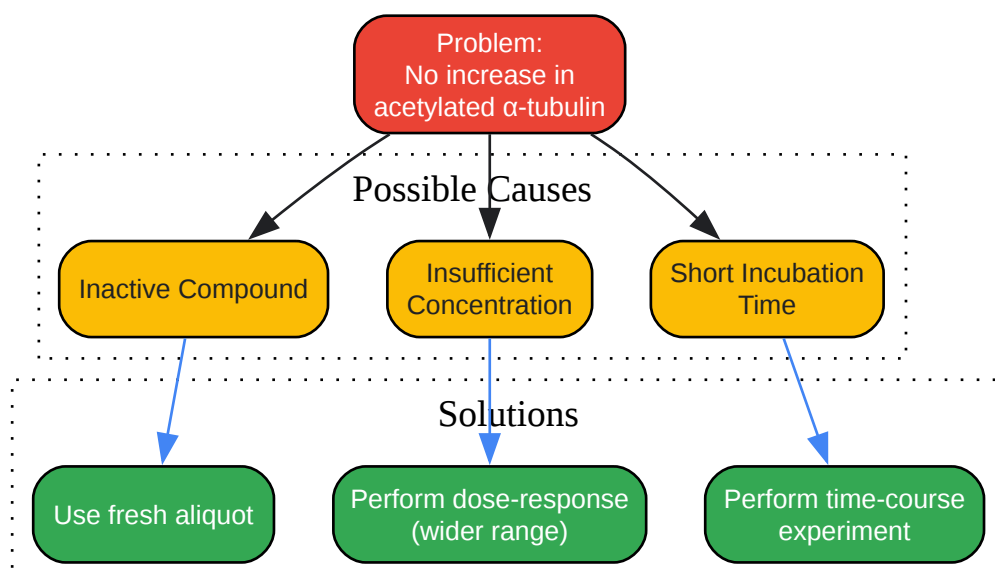 Problem:
No increase in
acetylated α-tubulin
Possible Causes
Inactive Compound
Insufficient
Concentration
Short Incubation
Time
Solutions
Use fresh aliquot
Perform dose-response
(wider range)
Perform time-course
experiment